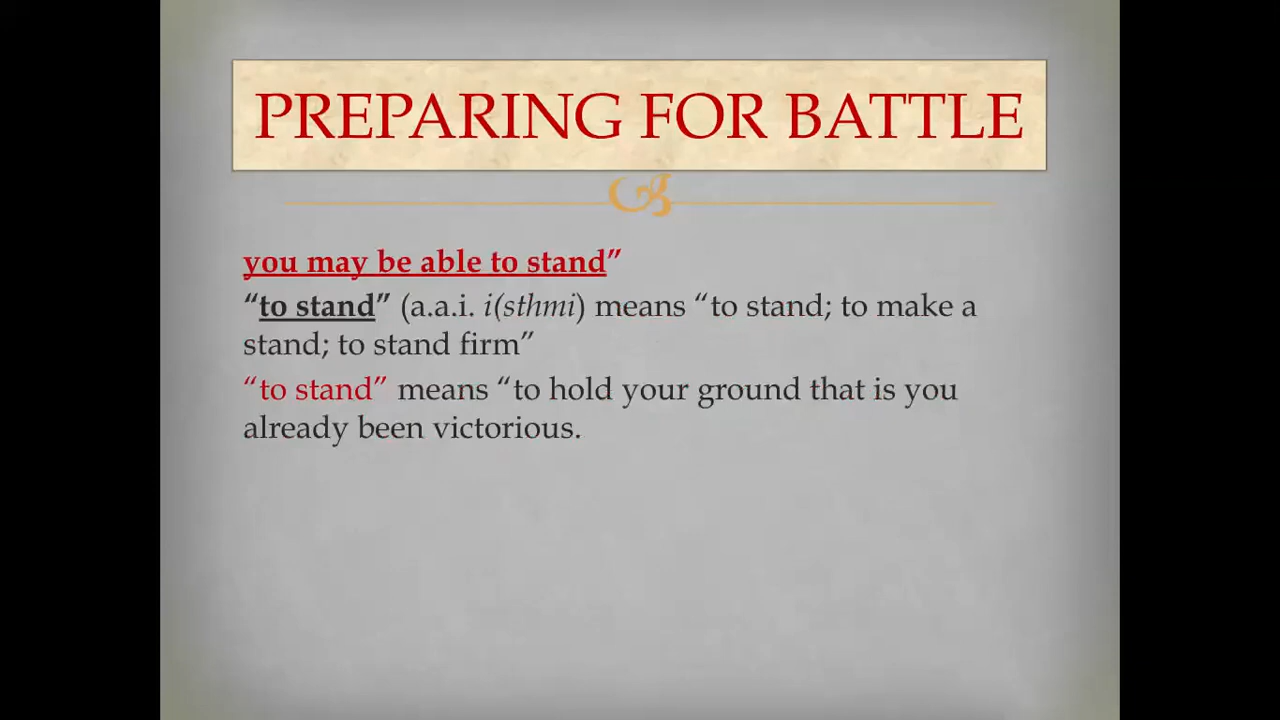 PREPARING FOR BATTLE
you may be able to stand”
“to stand” (a.a.i. i(sthmi) means “to stand; to make a
stand; to stand firm”
“to stand” means “to hold your ground that is you
already been victorious.